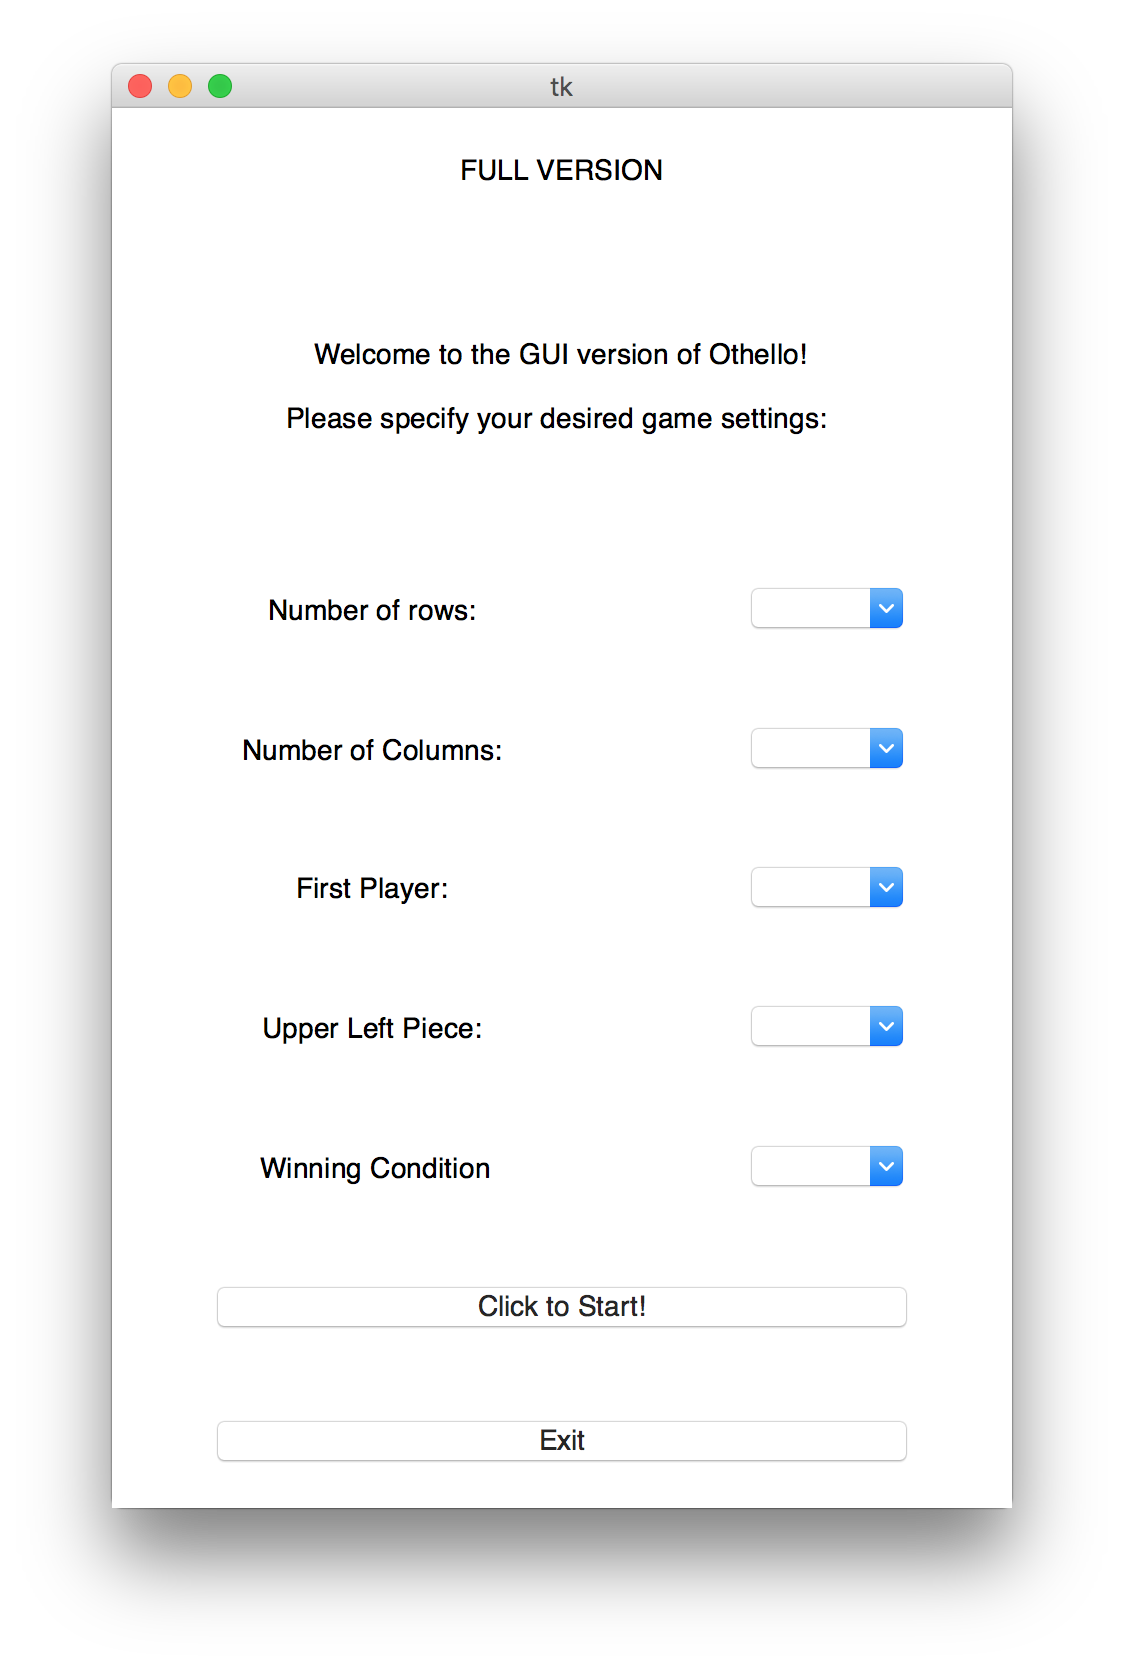 tk
FULL VERSION
Welcome to the GUI version of Othello!
Please specify your desired game settings:
Number of rows:
Number of Columns:
First Player:
Upper Left Piece:
Winning Condition
Click to Start!
Exit